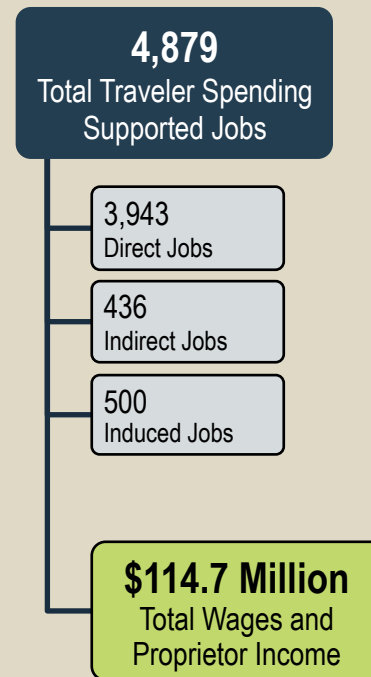 4,879
Total Traveler Spending
Supported Jobs
3,943
Direct Jobs
436
Indirect Jobs
500
Induced Jobs
$114.7 Million
Total Wages and
Proprietor Income